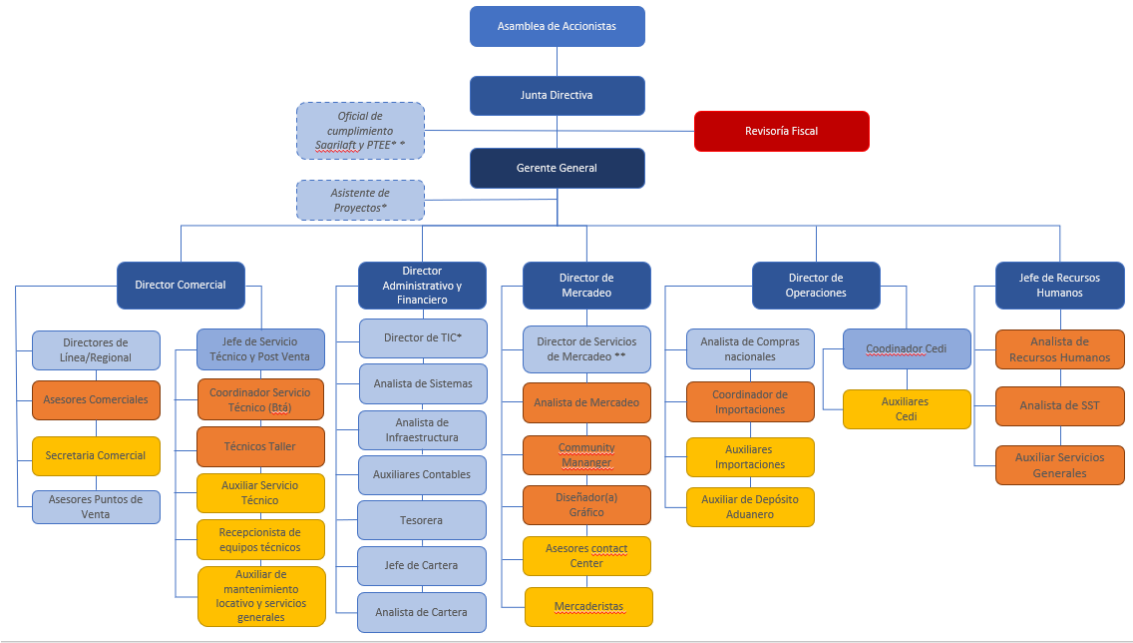 Asamblea de Accionistas
Junta Directiva
Oficial de
cumplimiento
Saarilaft y PTEE* *
Revisoría Fiscal
Gerente General
Asistente de
Proyectos*
Director Comercial
Directores de
Línea/Regional
Asesores Comerciales
Secretaria Comercial
Asesores Puntos de
Venta
Jefe de Servicio
Técnico y Post Venta
Coordinador Servicio
Técnico (Btá)
Técnicos Taller
Auxiliar Servicio
Técnico
Recepcionista de
equipos técnicos
Auxiliar de
mantenimiento
locativo y servicios
generales
Director
Administrativo y
Financiero
Director de TIC*
Analista de Sistemas
Analista de
Infraestructura
Auxiliares Contables
Tesorera
Jefe de Cartera
Analista de Cartera
Director de
Mercadeo
Director de Servicios
de Mercadeo **
Analista de Mercadeo
Community
Mananger
Diseñador(a)
Gráfico
Asesores contact
Center
Mercaderistas
Director de
Operaciones
Analista de Compras
nacionales
Coordinador de
Importaciones
Auxiliares
Importaciones
Auxiliar de Depósito
Aduanero
Coodinador Cedi
Auxiliares
Cedi
Jefe de Recursos
Humanos
Analista de
Recursos Humanos
Analista de SST
Auxiliar Servicios
Generales